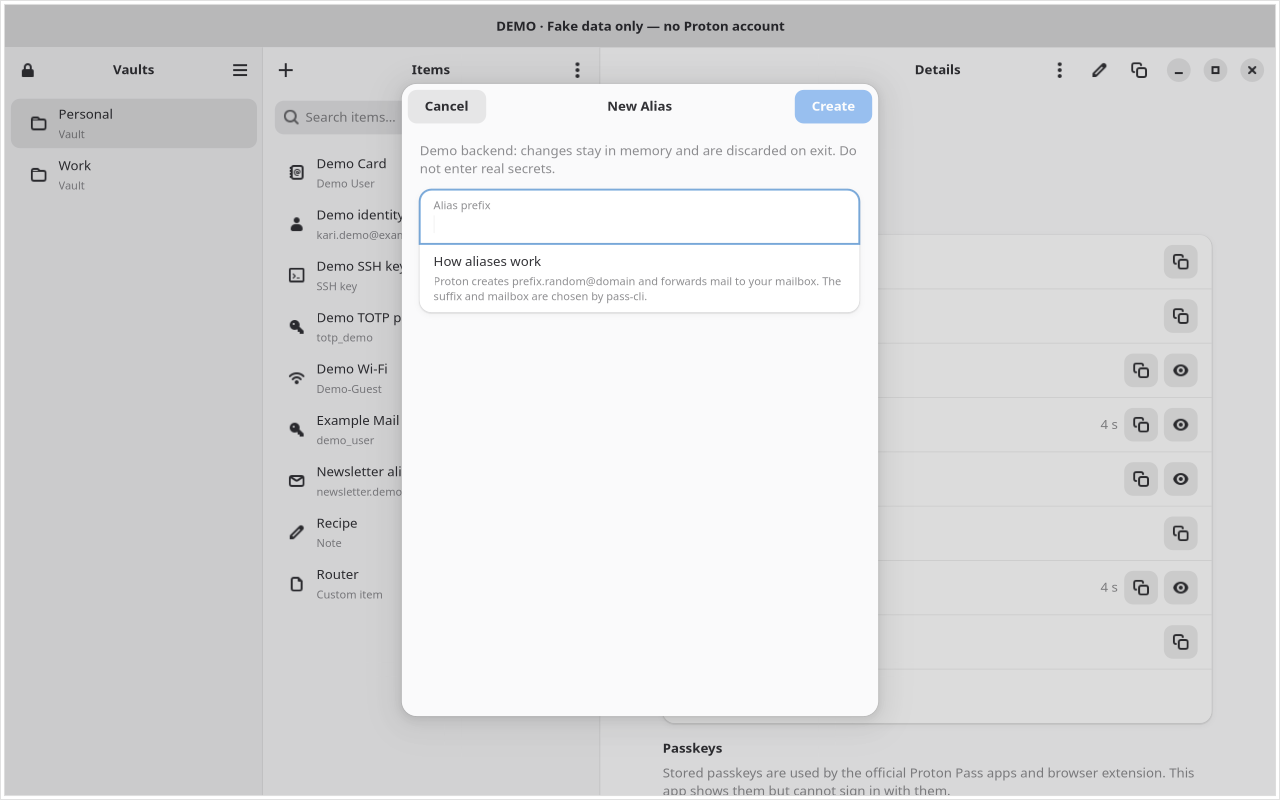 DEMO · Fake data only — no Proton account
Vaults
Items
Details
Personal
Vault
Work
Vault
Search items...
Demo Card
Demo User
Demo identity
kari.demo@exam
Demo SSH key
SSH key
Demo TOTP p
totp_demo
Demo Wi-Fi
Demo-Guest
Example Mail
demo_user
Newsletter ali
newsletter.demo
Recipe
Note
Router
Custom item
Cancel
New Alias
Create
Demo backend: changes stay in memory and are discarded on exit. Do
not enter real secrets.
Alias prefix
How aliases work
Proton creates prefix.random@domain and forwards mail to your mailbox. The
suffix and mailbox are chosen by pass-cli.
4 s
4 s
Passkeys
Stored passkeys are used by the official Proton Pass apps and browser extension. This
app shows them but cannot sign in with them.